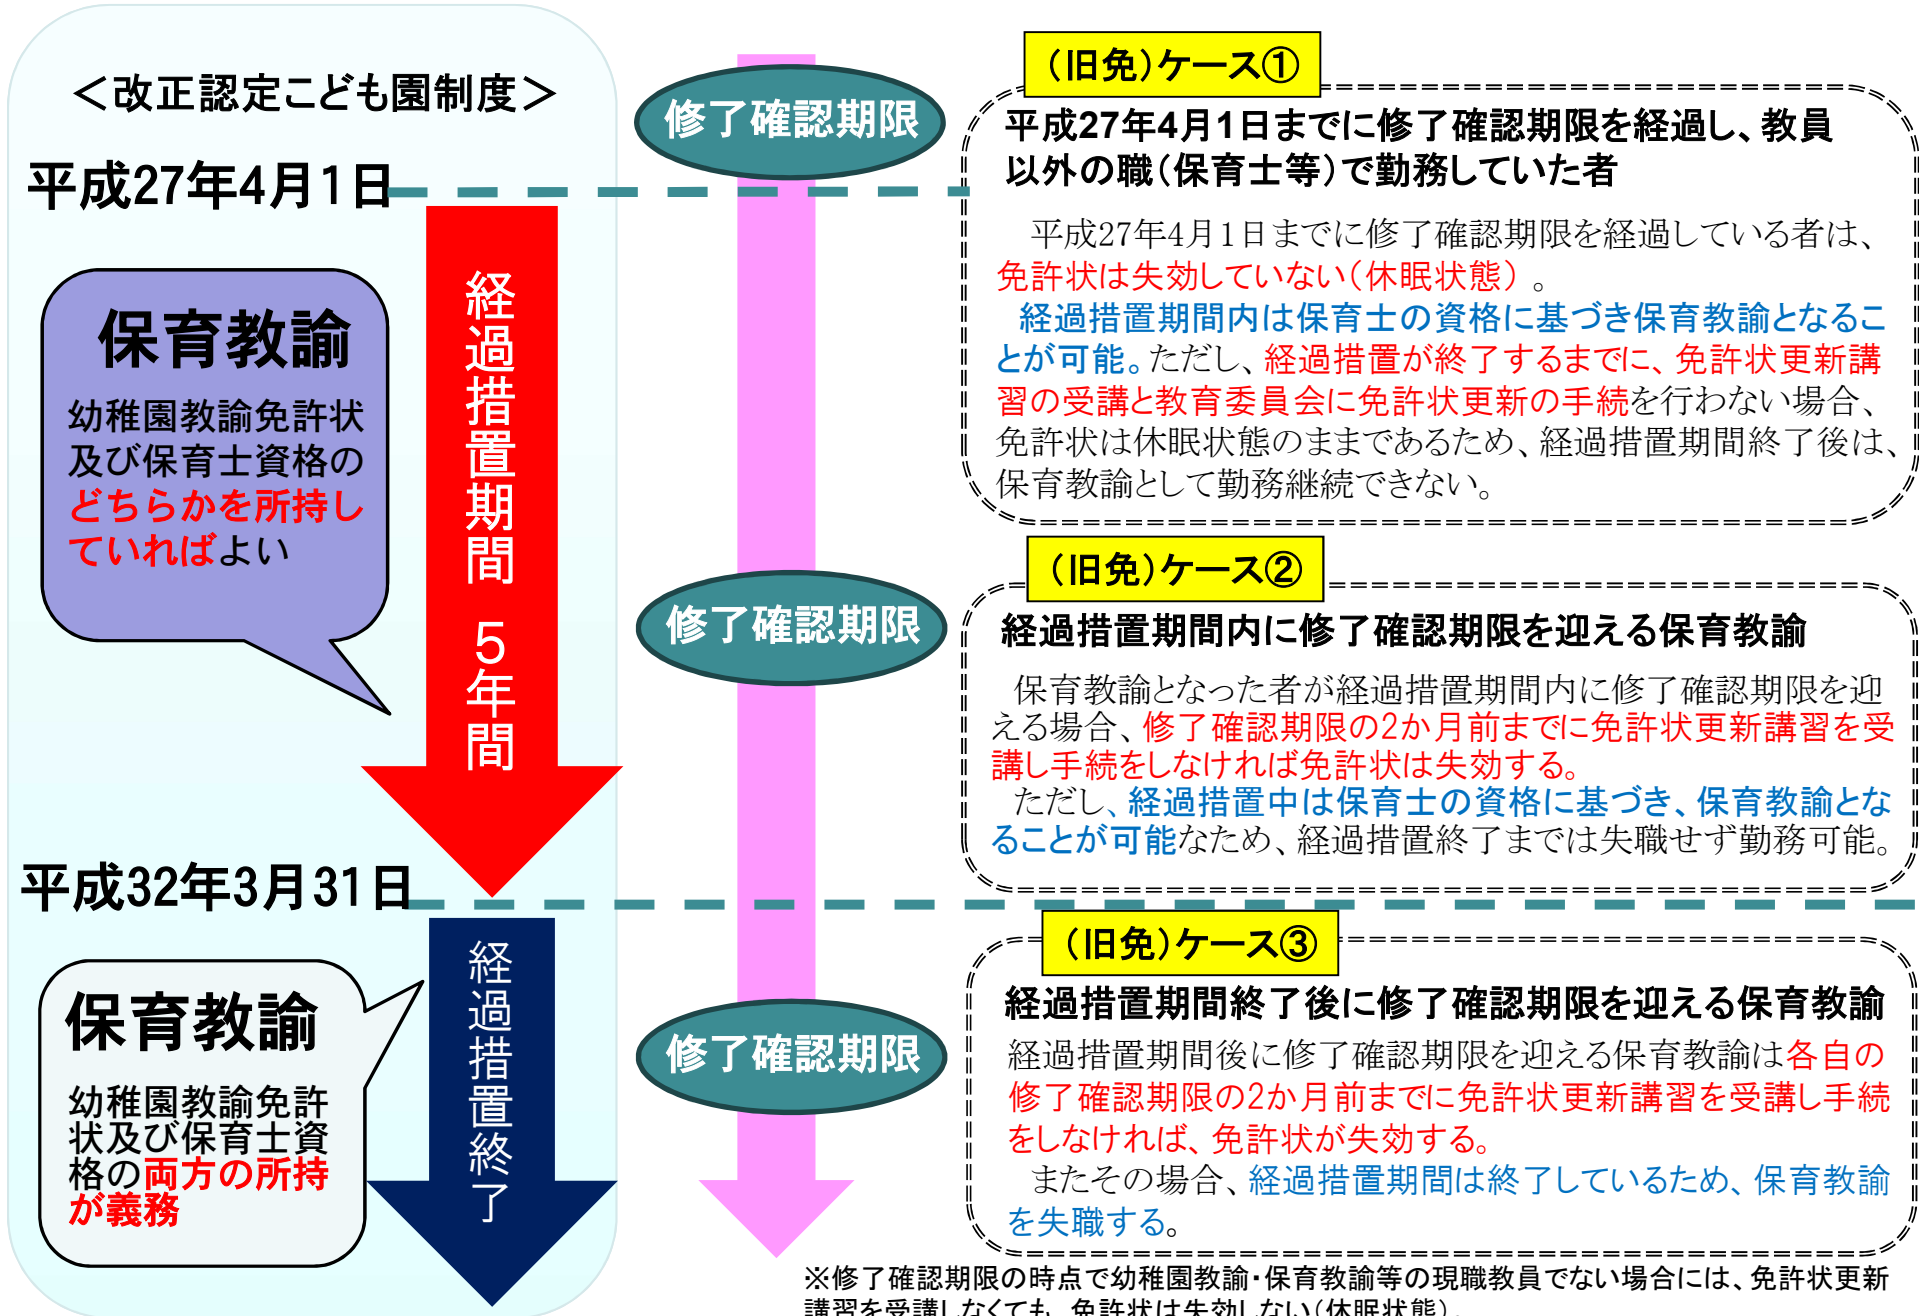 ＜改正認定こども園制度＞
平成27年4月1日
保育教諭
幼稚園教諭免許状
及び保育士資格の
どちらかを所持し
ていればよい
経過措置期間 5年間
平成32年3月31日
保育教諭
幼稚園教諭免許
状及び保育士資
格の両方の所持
が義務
経過措置終了
修了確認期限
修了確認期限
修了確認期限
（旧免）ケース①
平成27年4月1日までに修了確認期限を経過し、教員
以外の職（保育士等）で勤務していた者
平成27年4月1日までに修了確認期限を経過している者は、
免許状は失効していない（休眠状態）。
経過措置期間内は保育士の資格に基づき保育教諭となるこ
とが可能。ただし、経過措置が終了するまでに、免許状更新講
習の受講と教育委員会に免許状更新の手続を行わない場合、
免許状は休眠状態のままであるため、経過措置期間終了後は、
保育教諭として勤務継続できない。
（旧免）ケース②
経過措置期間内に修了確認期限を迎える保育教諭
保育教諭となった者が経過措置期間内に修了確認期限を迎
える場合、修了確認期限の2か月前までに免許状更新講習を受
講し手続をしなければ免許状は失効する。
ただし、経過措置中は保育士の資格に基づき、保育教諭とな
ることが可能なため、経過措置終了までは失職せず勤務可能。
（旧免）ケース③
経過措置期間終了後に修了確認期限を迎える保育教諭
経過措置期間後に修了確認期限を迎える保育教諭は各自の
修了確認期限の2か月前までに免許状更新講習を受講し手続
をしなければ、免許状が失効する。
またその場合、経過措置期間は終了しているため、保育教諭
を失職する。
※修了確認期限の時点で幼稚園教諭・保育教諭等の現職教員でない場合には、免許状更新
講習を受講しなくても、免許状は失効しない（休眠状態）。